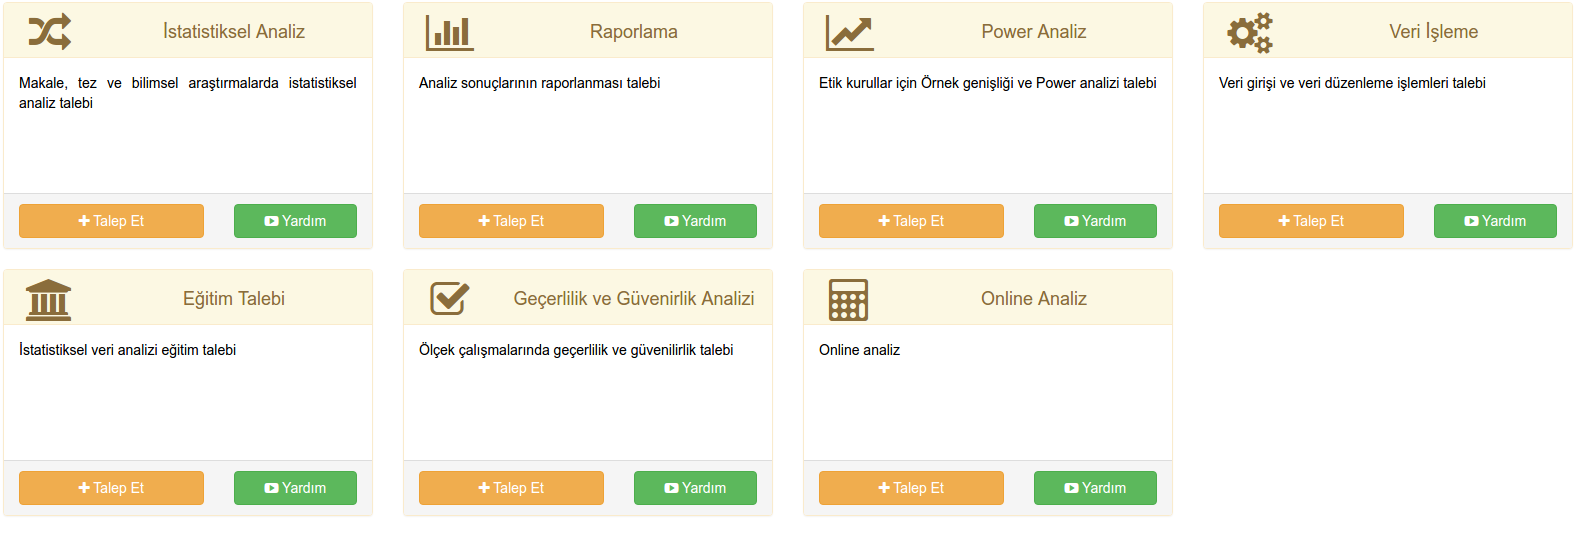 İstatistiksel Analiz
Makale, tez ve bilimsel araştırmalarda istatistiksel
analiz talebi
Talep Et
Yardım
Raporlama
Analiz sonuçlarının raporlanması talebi
Talep Et
Yardım
Power Analiz
Etik kurullar için Örnek genişliği ve Power analizi talebi
Talep Et
Yardım
Veri İşleme
Veri girişi ve veri düzenleme işlemleri talebi
Talep Et
Yardım
Eğitim Talebi
İstatistiksel veri analizi eğitim talebi
Talep Et
Yardım
Geçerlilik ve Güvenirlik Analizi
Ölçek çalışmalarında geçerlilik ve güvenilirlik talebi
Talep Et
Yardım
Online Analiz
Online analiz
Talep Et
Yardım